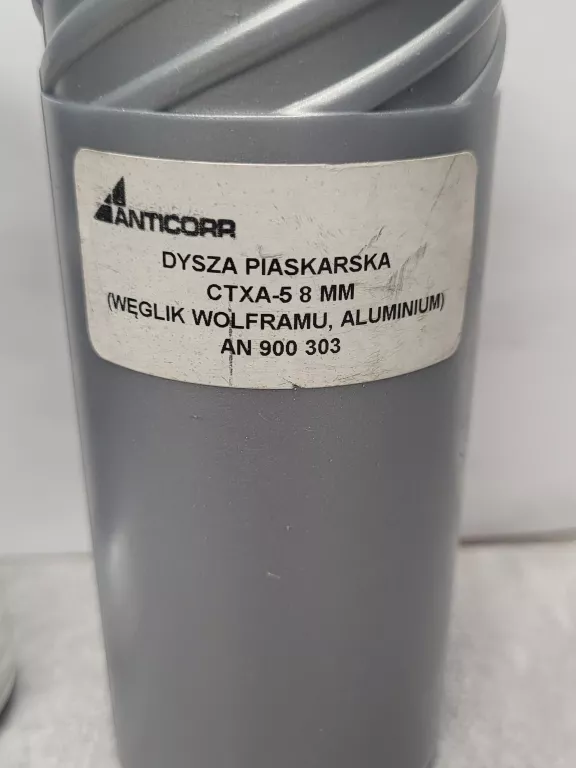 ANTICORR
DYSZA PIASKARSKA
CTXA-5 8 MM
(WĘGLIK WOLFRAMU, ALUMINIUM)
AN 900 303